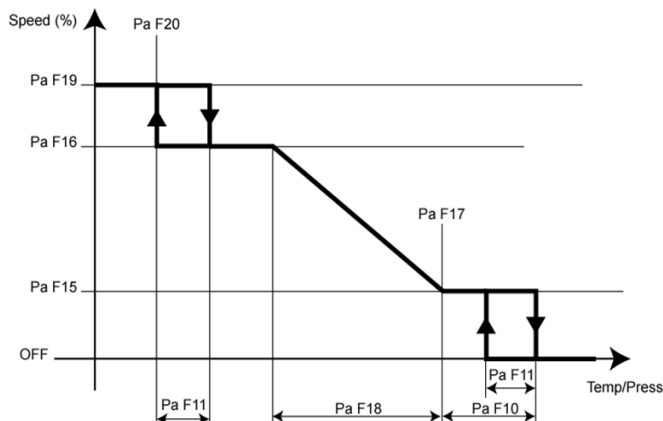 Speed (%)
Pa F20
Pa F19
Pa F16
Pa F17
Pa F15
OFF
Pa F11
Temp/Press
Pa F11
Pa F18
Pa F10